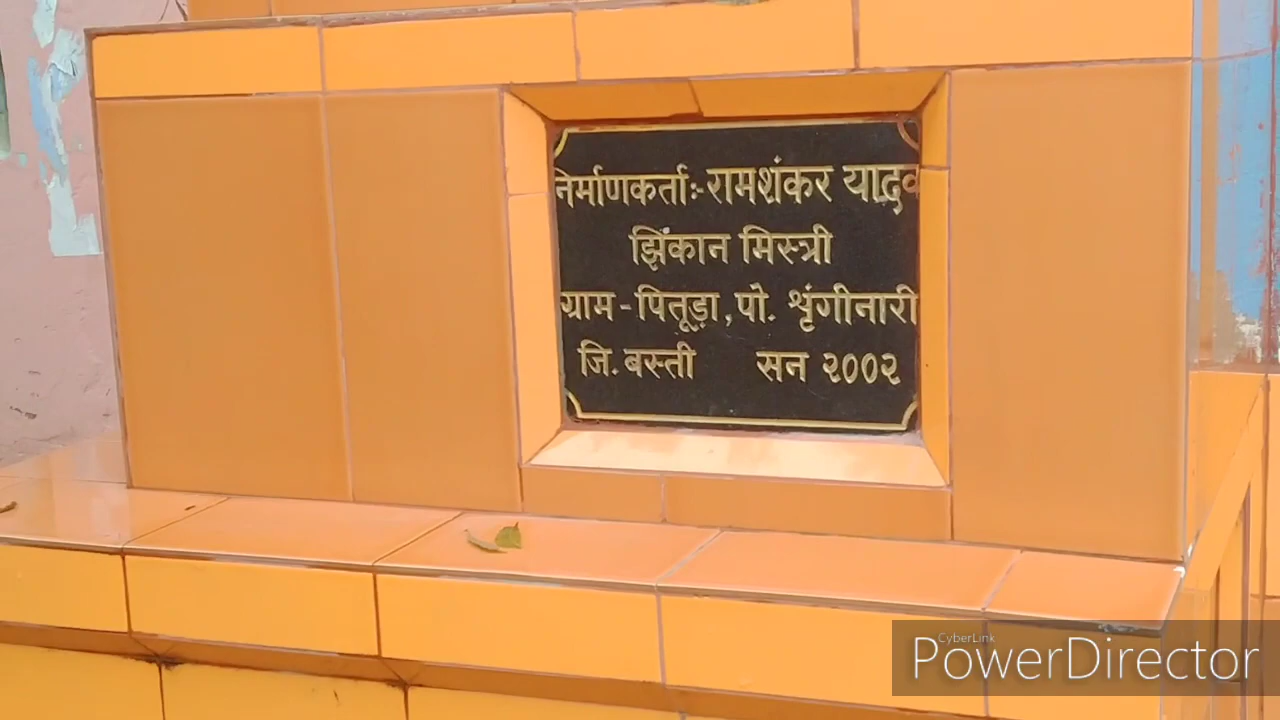 निर्माणकर्ताः- रामशंकर यादव
झिंकान मिस्त्री
ग्राम - पितूड़ा, पो. श्रृंगीनारी
जि. बस्ती सन २००२
CyberLink
PowerDirector